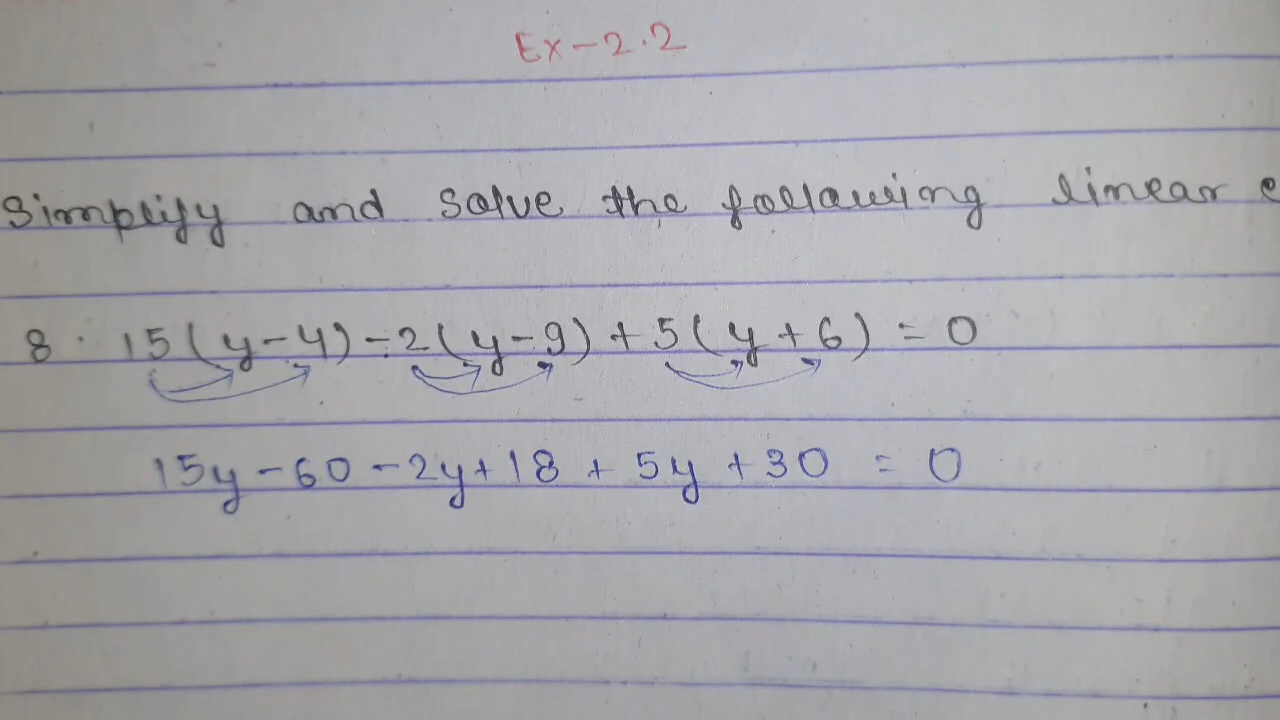 Ex-2.2
Simplify and solve the following linear e
8. 15(y-4)-2(y-9)+5(y+6)=0
15y-60-2y+18+5y+30=0